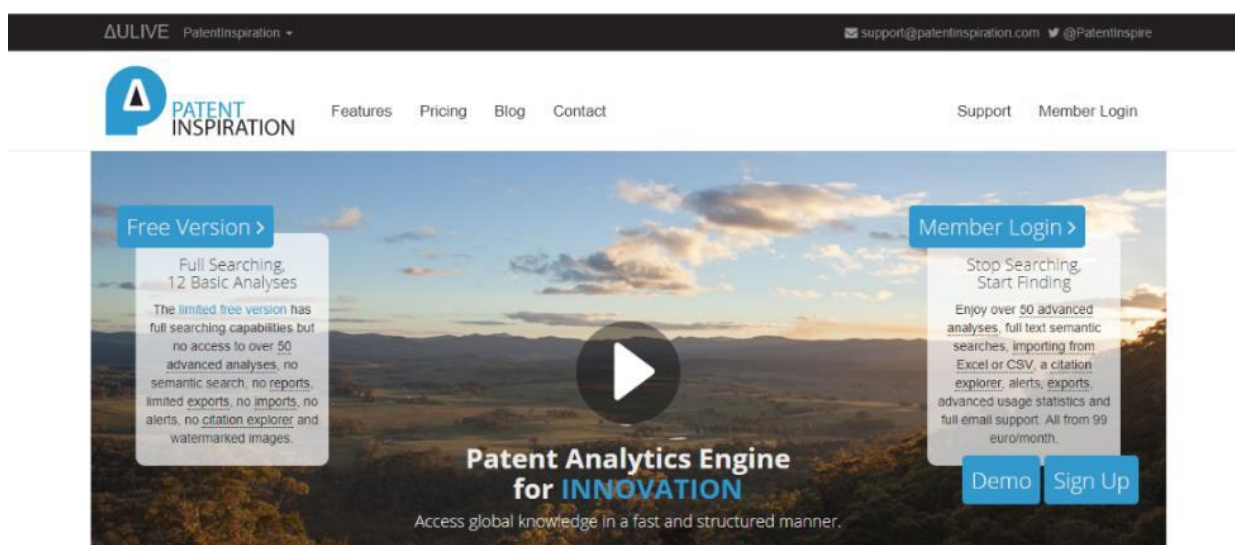 AULIVE PatentInspiration
support@patentinspiration.com @PatentInspire
PATENT
INSPIRATION
Features Pricing Blog Contact
Support Member Login
Free Version >
Full Searching,
12 Basic Analyses
The limited free version has
full searching capabilities but
no access to over 50
advanced analyses, no
semantic search, no reports,
limited exports, no imports, no
alerts, no citation explorer and
watermarked images.
Member Login >
Stop Searching,
Start Finding
Enjoy over 50 advanced
analyses, full text semantic
searches, importing from
Excel or CSV, a citation
explorer, alerts, exports,
advanced usage statistics and
full email support. All from 99
euro/month.
Demo Sign Up
Patent Analytics Engine
for INNOVATION
Access global knowledge in a fast and structured manner.